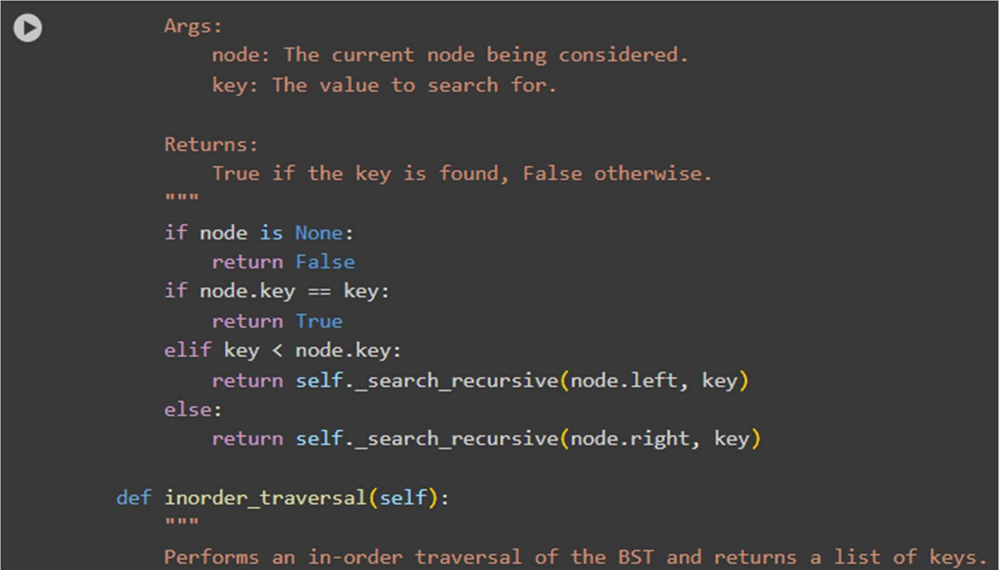 Args:
node: The current node being considered.
key: The value to search for.
Returns:
True if the key is found, False otherwise.
"""
if node is None:
return False
if node.key == key:
return True
elif key < node.key:
return self._search_recursive(node.left, key)
else:
return self._search_recursive(node.right, key)
def inorder_traversal(self):
"""
Performs an in-order traversal of the BST and returns a list of keys.